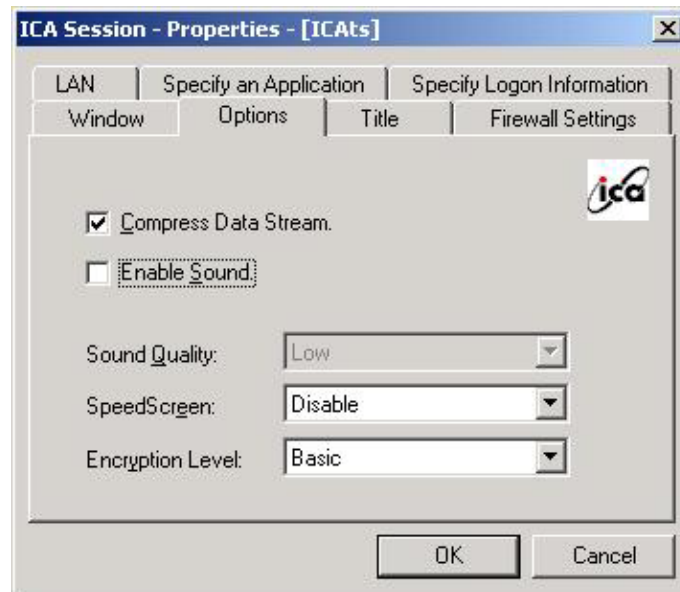 ICA Session - Properties - [ICAts]
LAN
Specify an Application
Specify Logon Information
Window
Options
Title
Firewall Settings
ica
Compress Data Stream.
Enable Sound.
Sound Quality: Low
SpeedScreen: Disable
Encryption Level: Basic
OK
Cancel